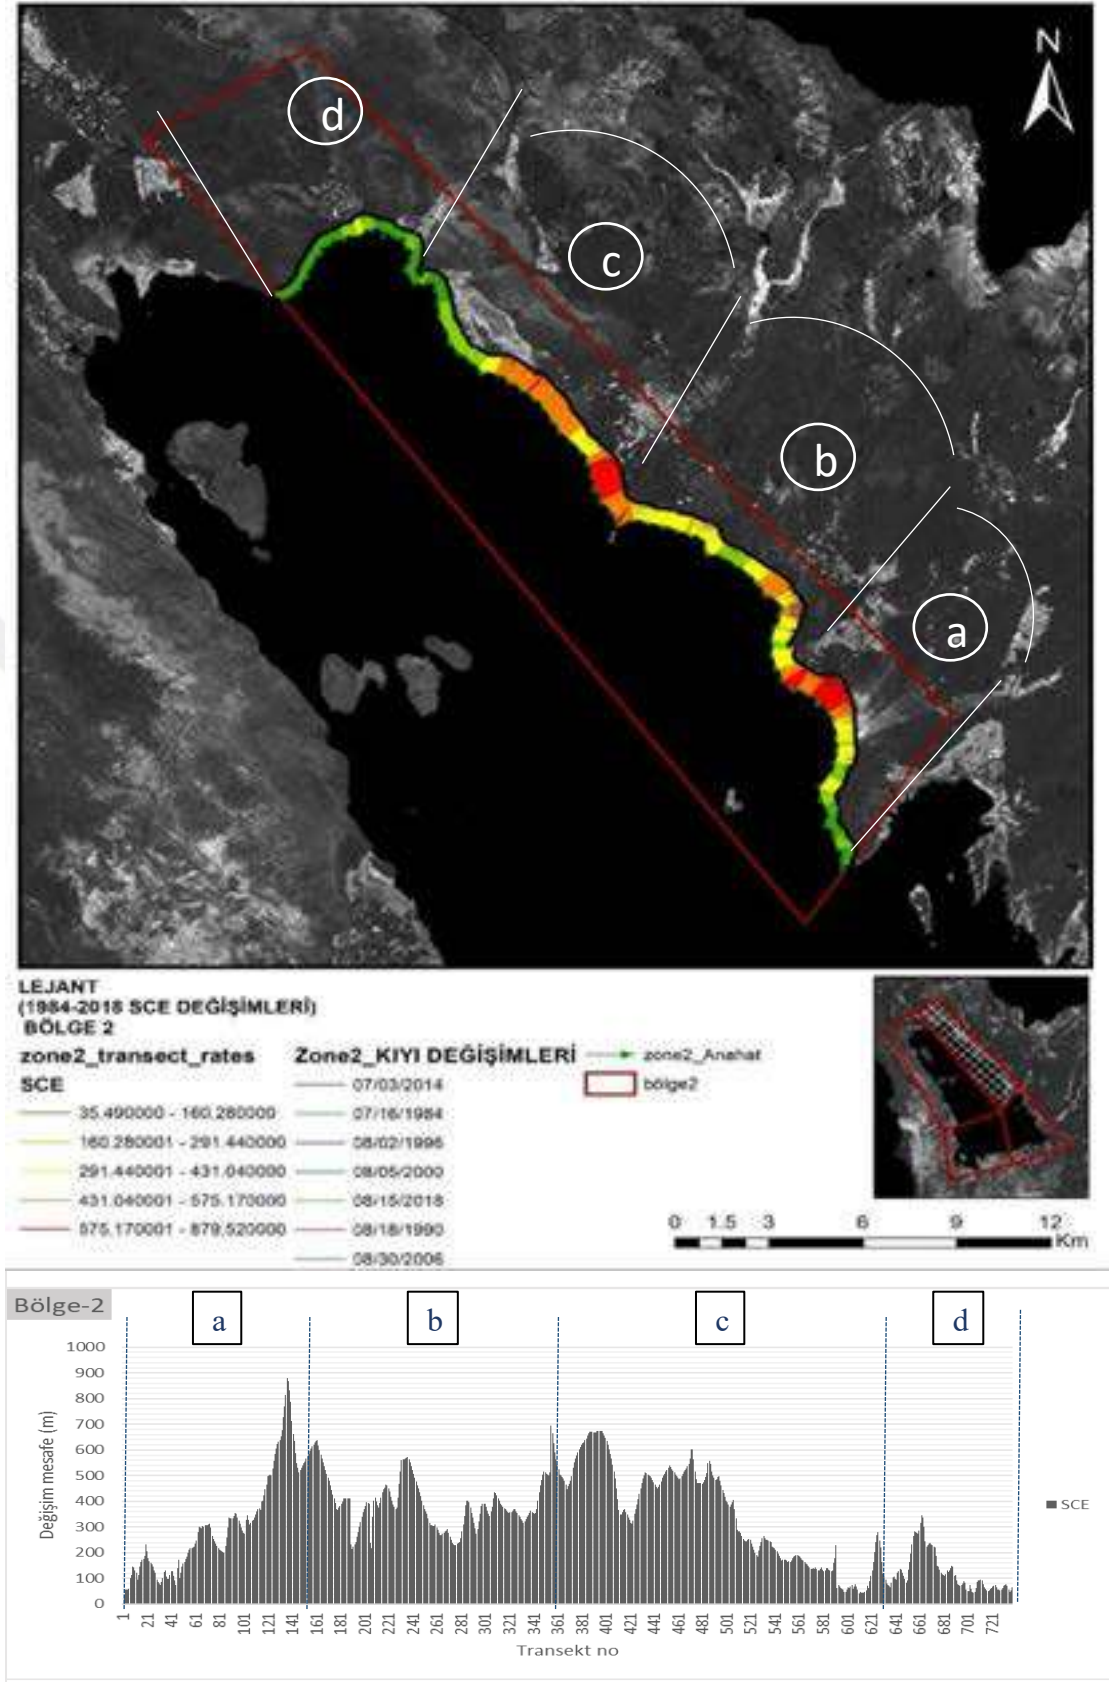 N
d
c
b
a
LEJANT
(1984-2018 SCE DEĞİŞİMLERİ)
BÖLGE 2
zone2_transect_rates
SCE
35.490000 - 160.280000
160.280001 - 291.440000
291.440001 - 431.040000
431.040001 - 575.170000
575.170001 - 879.520000
Zone2_KIYI DEĞİŞİMLERİ
07/03/2014
07/16/1984
08/02/1996
08/05/2000
08/15/2018
08/18/1990
08/30/2006
zone2_Anahat
bölge2
0 1.5 3 6 9 12
Km
Bölge-2
a b c d
1000
900
800
700
600
500
400
300
200
100
0
Değişim mesafe (m)
1 21 41 61 81 101 121 141 161 181 201 221 241 261 281 301 321 341 361 381 401 421 441 461 481 501 521 541 561 581 601 621 641 661 681 701 721
Transekt no
SCE